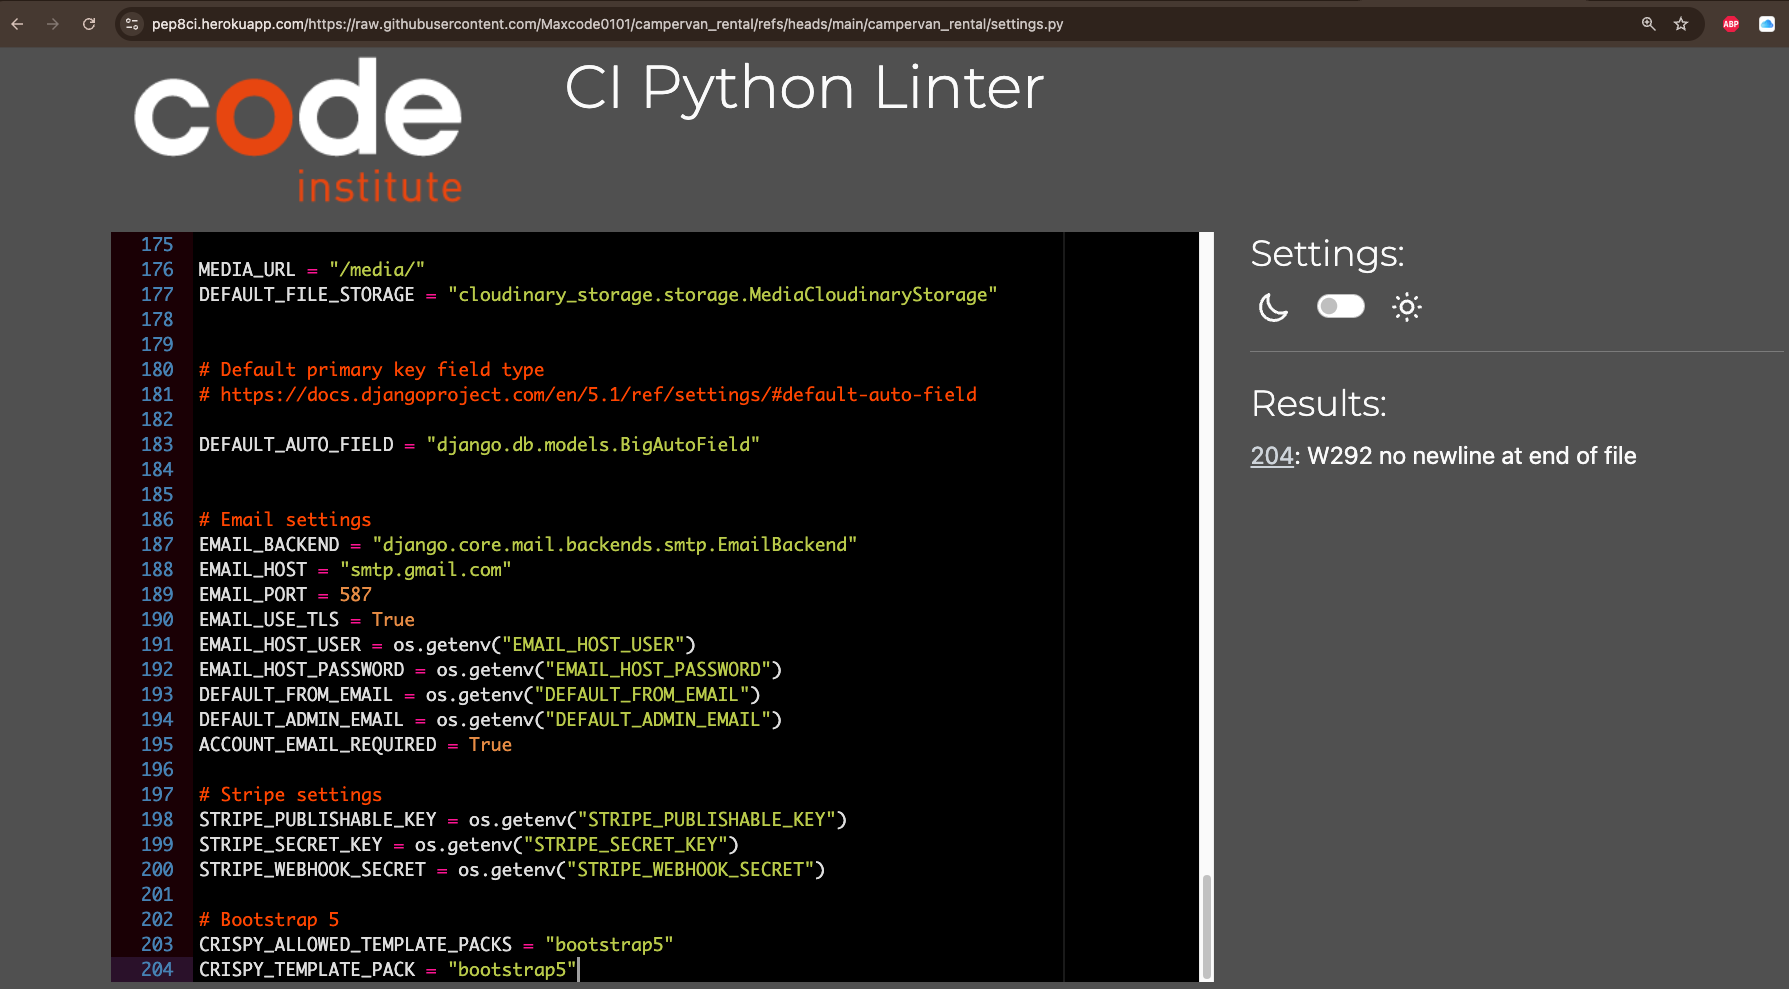 pep8ci.herokuapp.com/https://raw.githubusercontent.com/Maxcode0101/campervan_rental/refs/heads/main/campervan_rental/settings.py
ABP
code
institute
CI Python Linter
175
176 MEDIA_URL = "/media/"
177 DEFAULT_FILE_STORAGE = "cloudinary_storage.storage.MediaCloudinaryStorage"
178
179
180 # Default primary key field type
181 # https://docs.djangoproject.com/en/5.1/ref/settings/#default-auto-field
182
183 DEFAULT_AUTO_FIELD = "django.db.models.BigAutoField"
184
185
186 # Email settings
187 EMAIL_BACKEND = "django.core.mail.backends.smtp.EmailBackend"
188 EMAIL_HOST = "smtp.gmail.com"
189 EMAIL_PORT = 587
190 EMAIL_USE_TLS = True
191 EMAIL_HOST_USER = os.getenv("EMAIL_HOST_USER")
192 EMAIL_HOST_PASSWORD = os.getenv("EMAIL_HOST_PASSWORD")
193 DEFAULT_FROM_EMAIL = os.getenv("DEFAULT_FROM_EMAIL")
194 DEFAULT_ADMIN_EMAIL = os.getenv("DEFAULT_ADMIN_EMAIL")
195 ACCOUNT_EMAIL_REQUIRED = True
196
197 # Stripe settings
198 STRIPE_PUBLISHABLE_KEY = os.getenv("STRIPE_PUBLISHABLE_KEY")
199 STRIPE_SECRET_KEY = os.getenv("STRIPE_SECRET_KEY")
200 STRIPE_WEBHOOK_SECRET = os.getenv("STRIPE_WEBHOOK_SECRET")
201
202 # Bootstrap 5
203 CRISPY_ALLOWED_TEMPLATE_PACKS = "bootstrap5"
204 CRISPY_TEMPLATE_PACK = "bootstrap5"
Settings:
Results:
204: W292 no newline at end of file